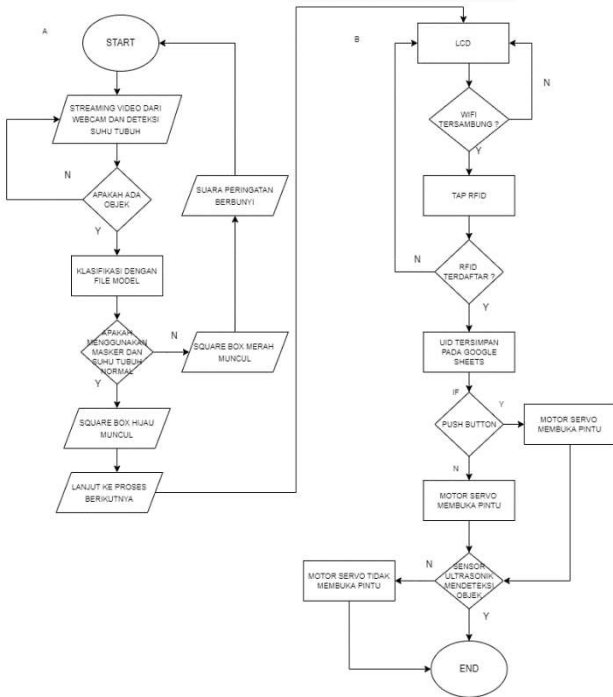 A
START
STREAMING VIDEO DARI
WEBCAM DAN DETEKSI
SUHU TUBUH
N
APAKAH ADA
OBJEK
Y
KLASIFIKASI DENGAN
FILE MODEL
APAKAH
MENGGUNAKAN
MASKER DAN
SUHU TUBUH
NORMAL
N
Y
SQUARE BOX MERAH
MUNCUL
SUARA PERINGATAN
BERBUNYI
SQUARE BOX HIJAU
MUNCUL
LANJUT KE PROSES
BERIKUTNYA
B
LCD
N
WIFI
TERSAMBUNG ?
Y
TAP RFID
N
RFID
TERDAFTAR ?
Y
UID TERSIMPAN
PADA GOOGLE
SHEETS
IF
PUSH BUTTON
Y
MOTOR SERVO
MEMBUKA PINTU
N
MOTOR SERVO
MEMBUKA PINTU
SENSOR
ULTRASONIK
MENDETEKSI
OBJEK
N
MOTOR SERVO TIDAK
MEMBUKA PINTU
Y
END